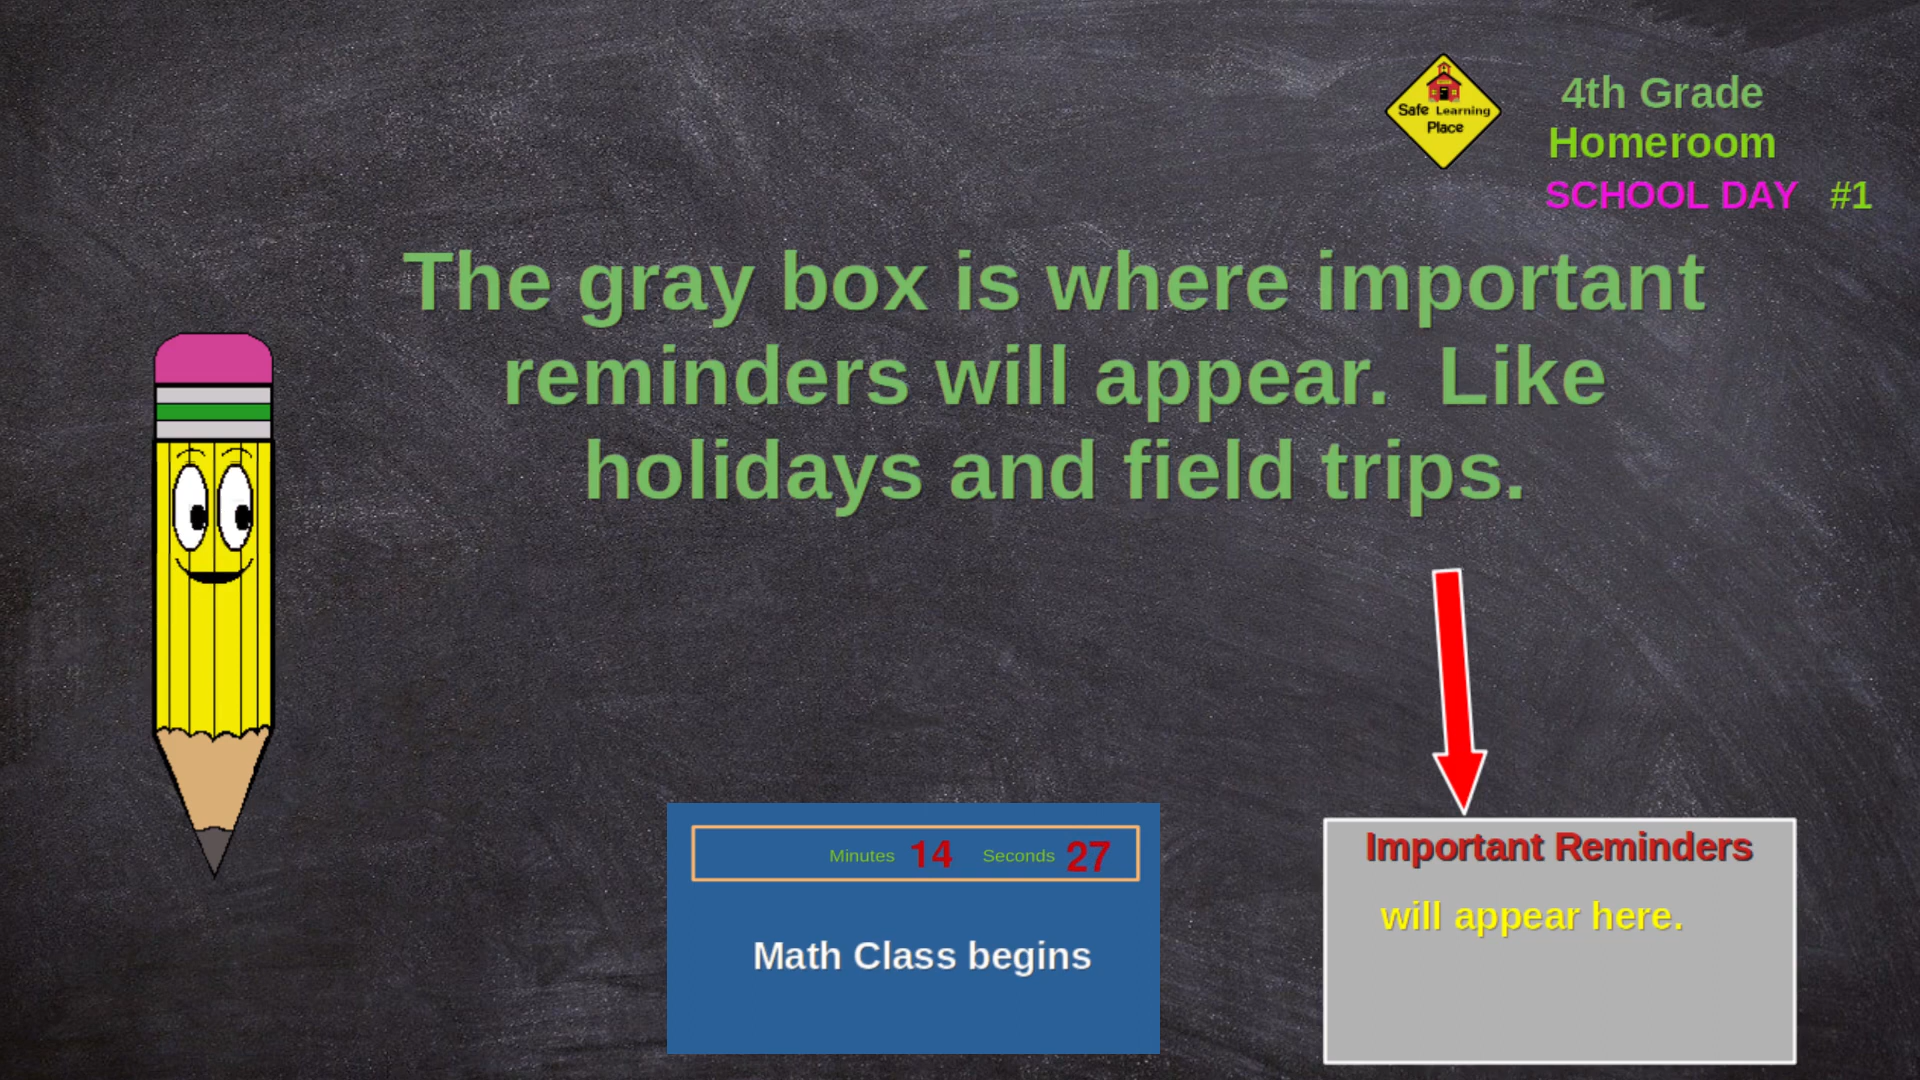 Safe Learning
Place
4th Grade
Homeroom
SCHOOL DAY #1
The gray box is where important
reminders will appear.  Like
holidays and field trips.
Minutes 14 Seconds 27
Math Class begins
Important Reminders
will appear here.